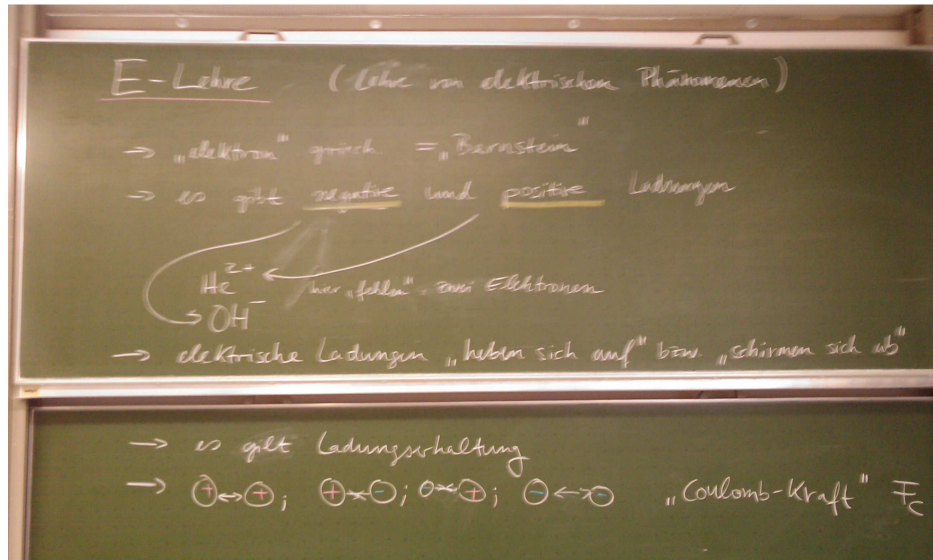 E-Lehre (Lehre von elektrischen Phänomenen)
→ „elektron" griech = „Bernstein"
→ es gibt negative und positive Ladungen
He²⁺ hier „fehlen" zwei Elektronen
OH⁻
→ elektrische Ladungen „heben sich auf" bzw. „schirmen sich ab"
→ es gilt Ladungserhaltung
→ ⊕↔⊕; ⊕→←⊖; ⊖→←⊕; ⊖↔⊖ „Coulomb-Kraft" F_C